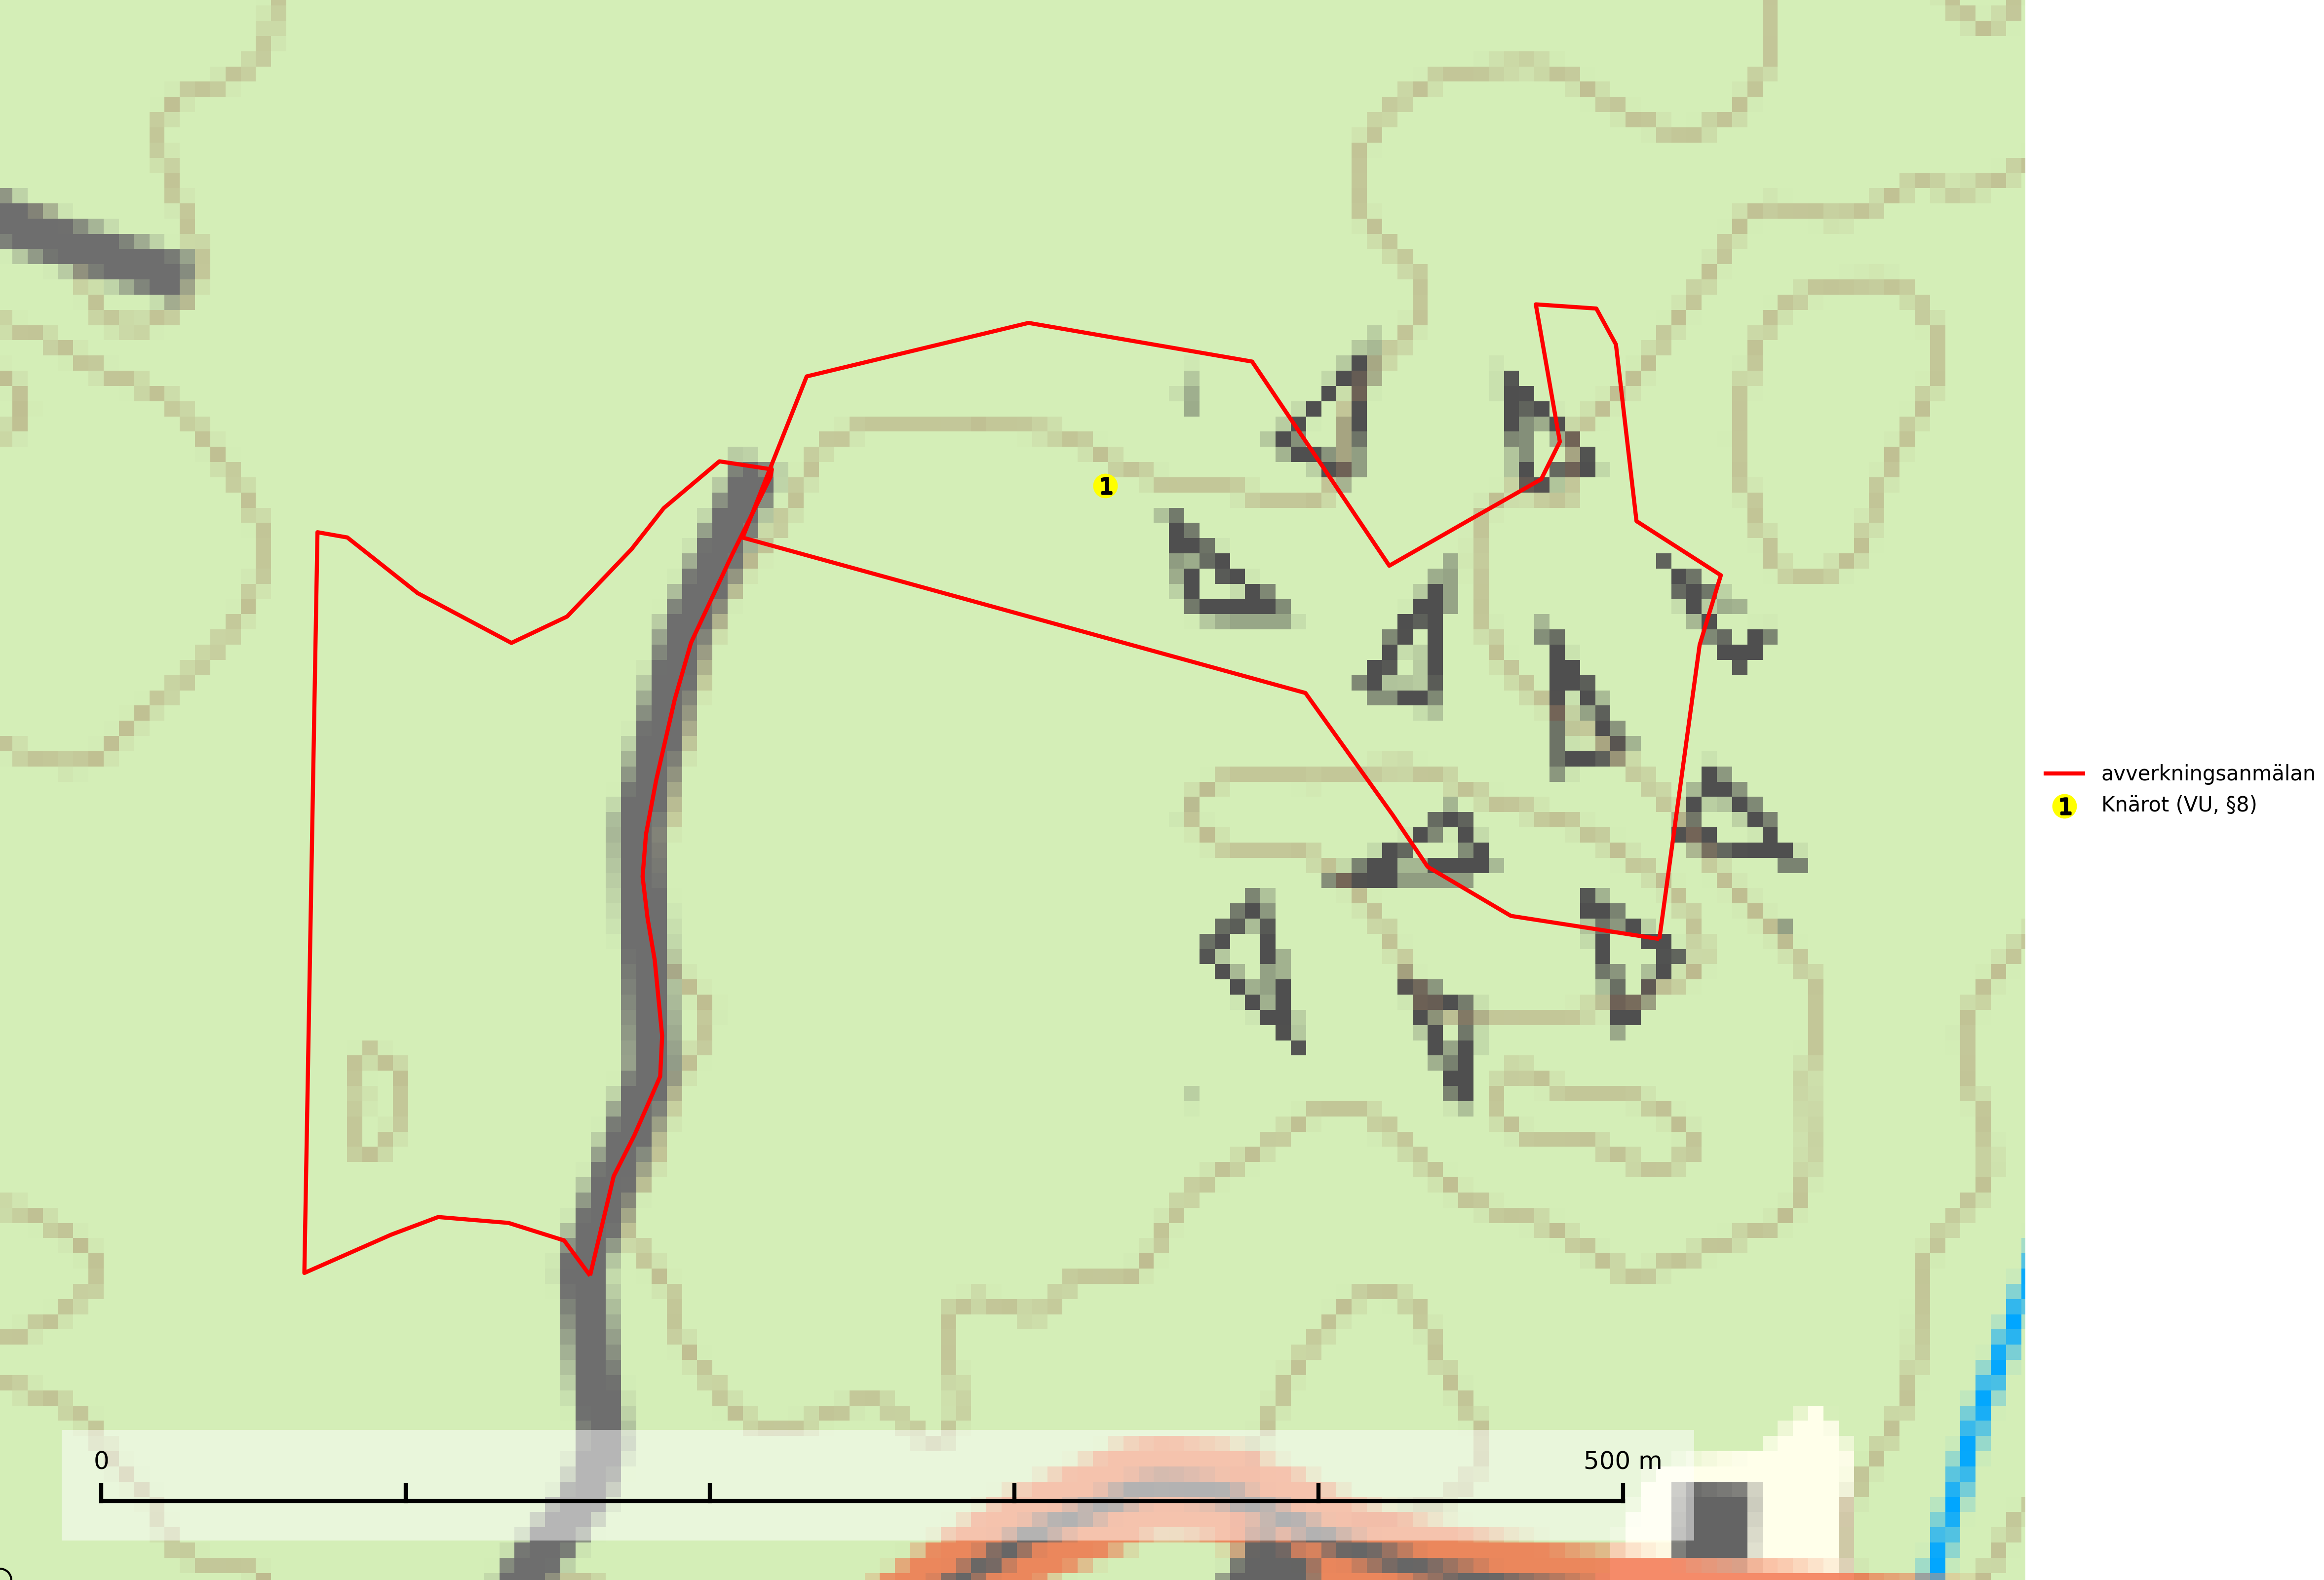 avverkningsanmälan
1 Knärot (VU, §8)
1
0 500 m